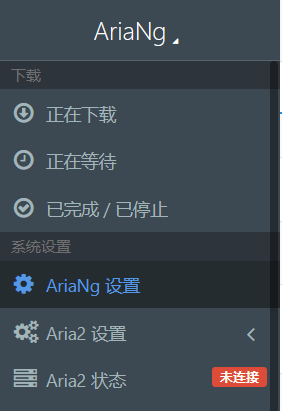 AriaNg
下载
正在下载
正在等待
已完成 / 已停止
系统设置
AriaNg 设置
Aria2 设置
Aria2 状态 未连接